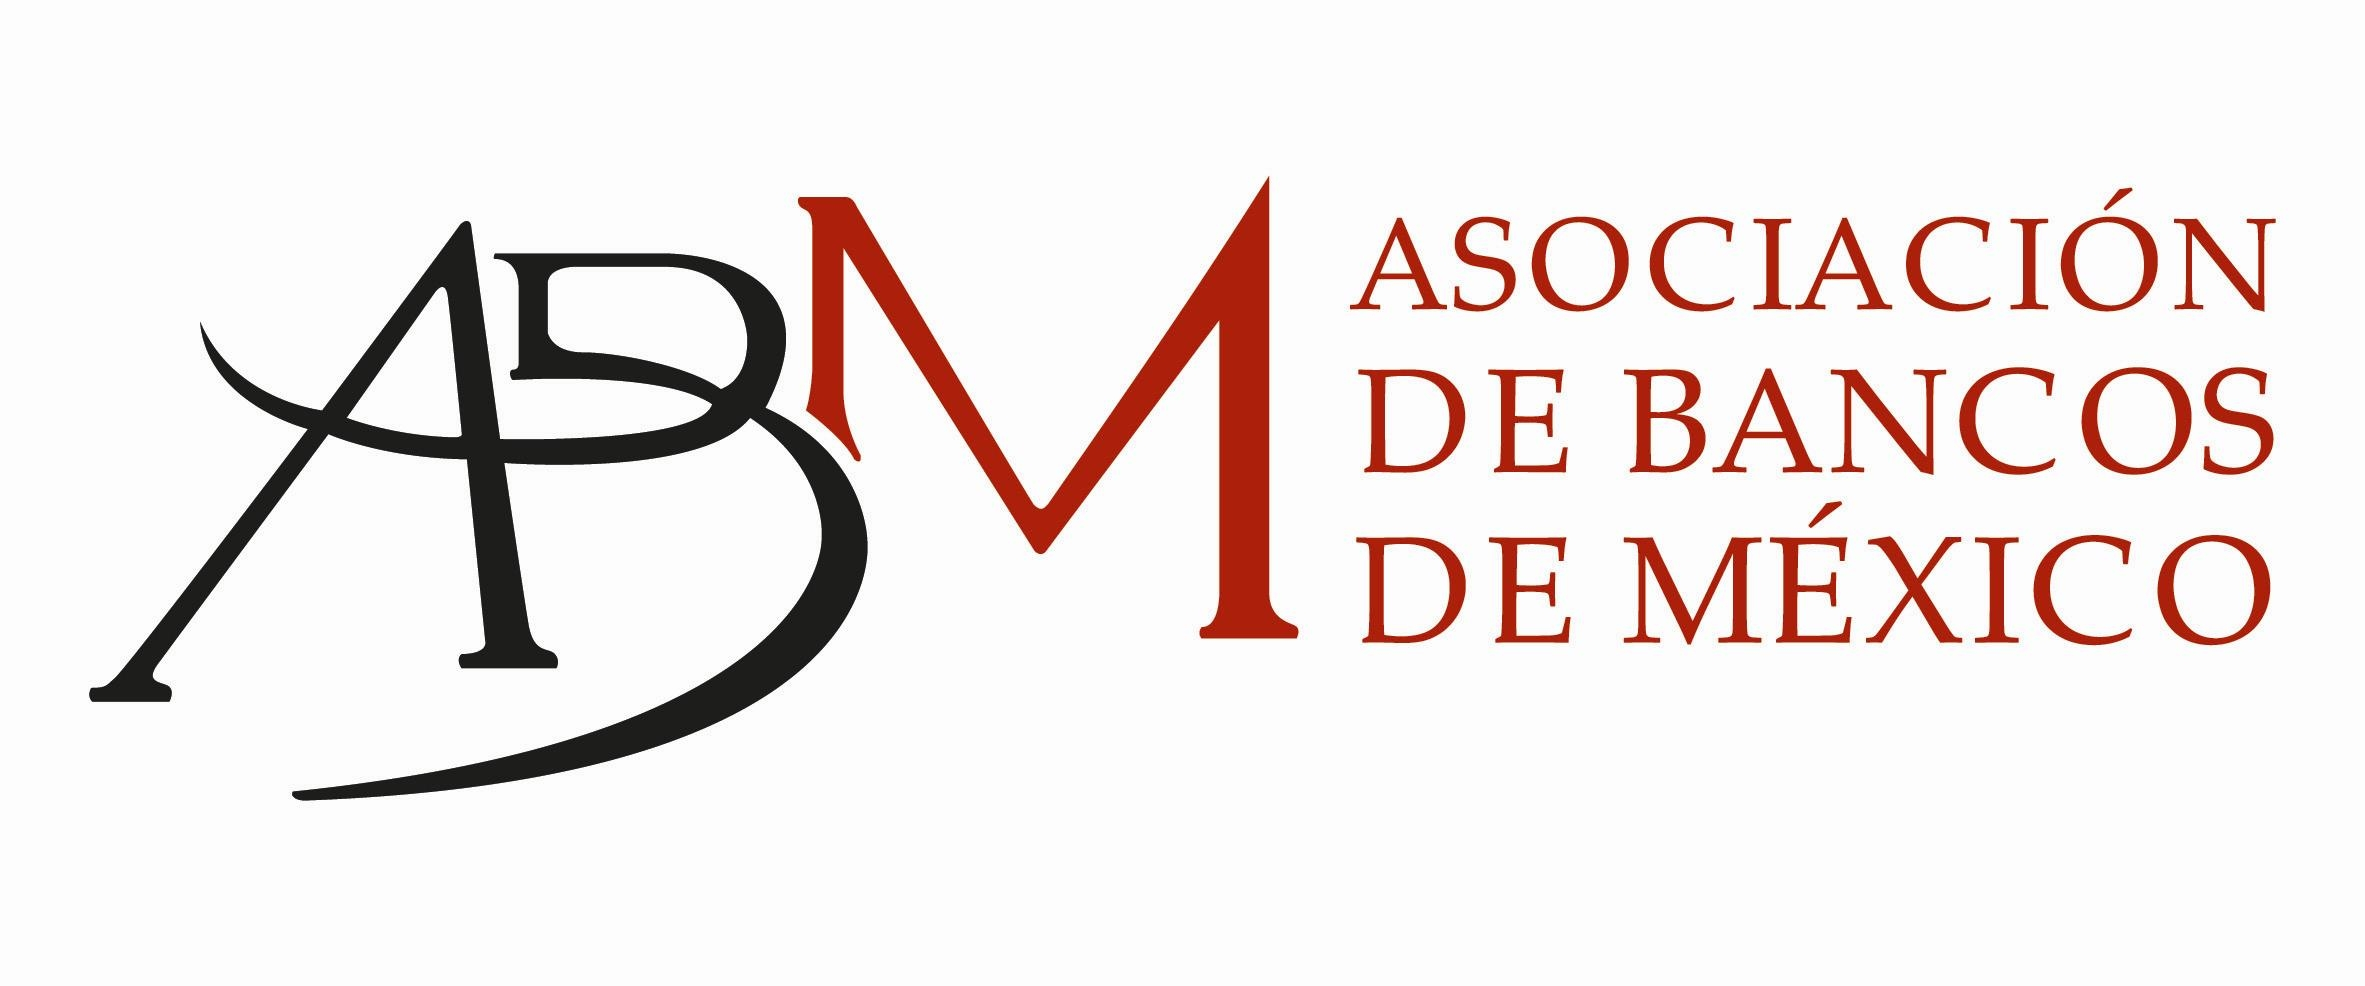 ABM
ASOCIACIÓN
DE BANCOS
DE MÉXICO